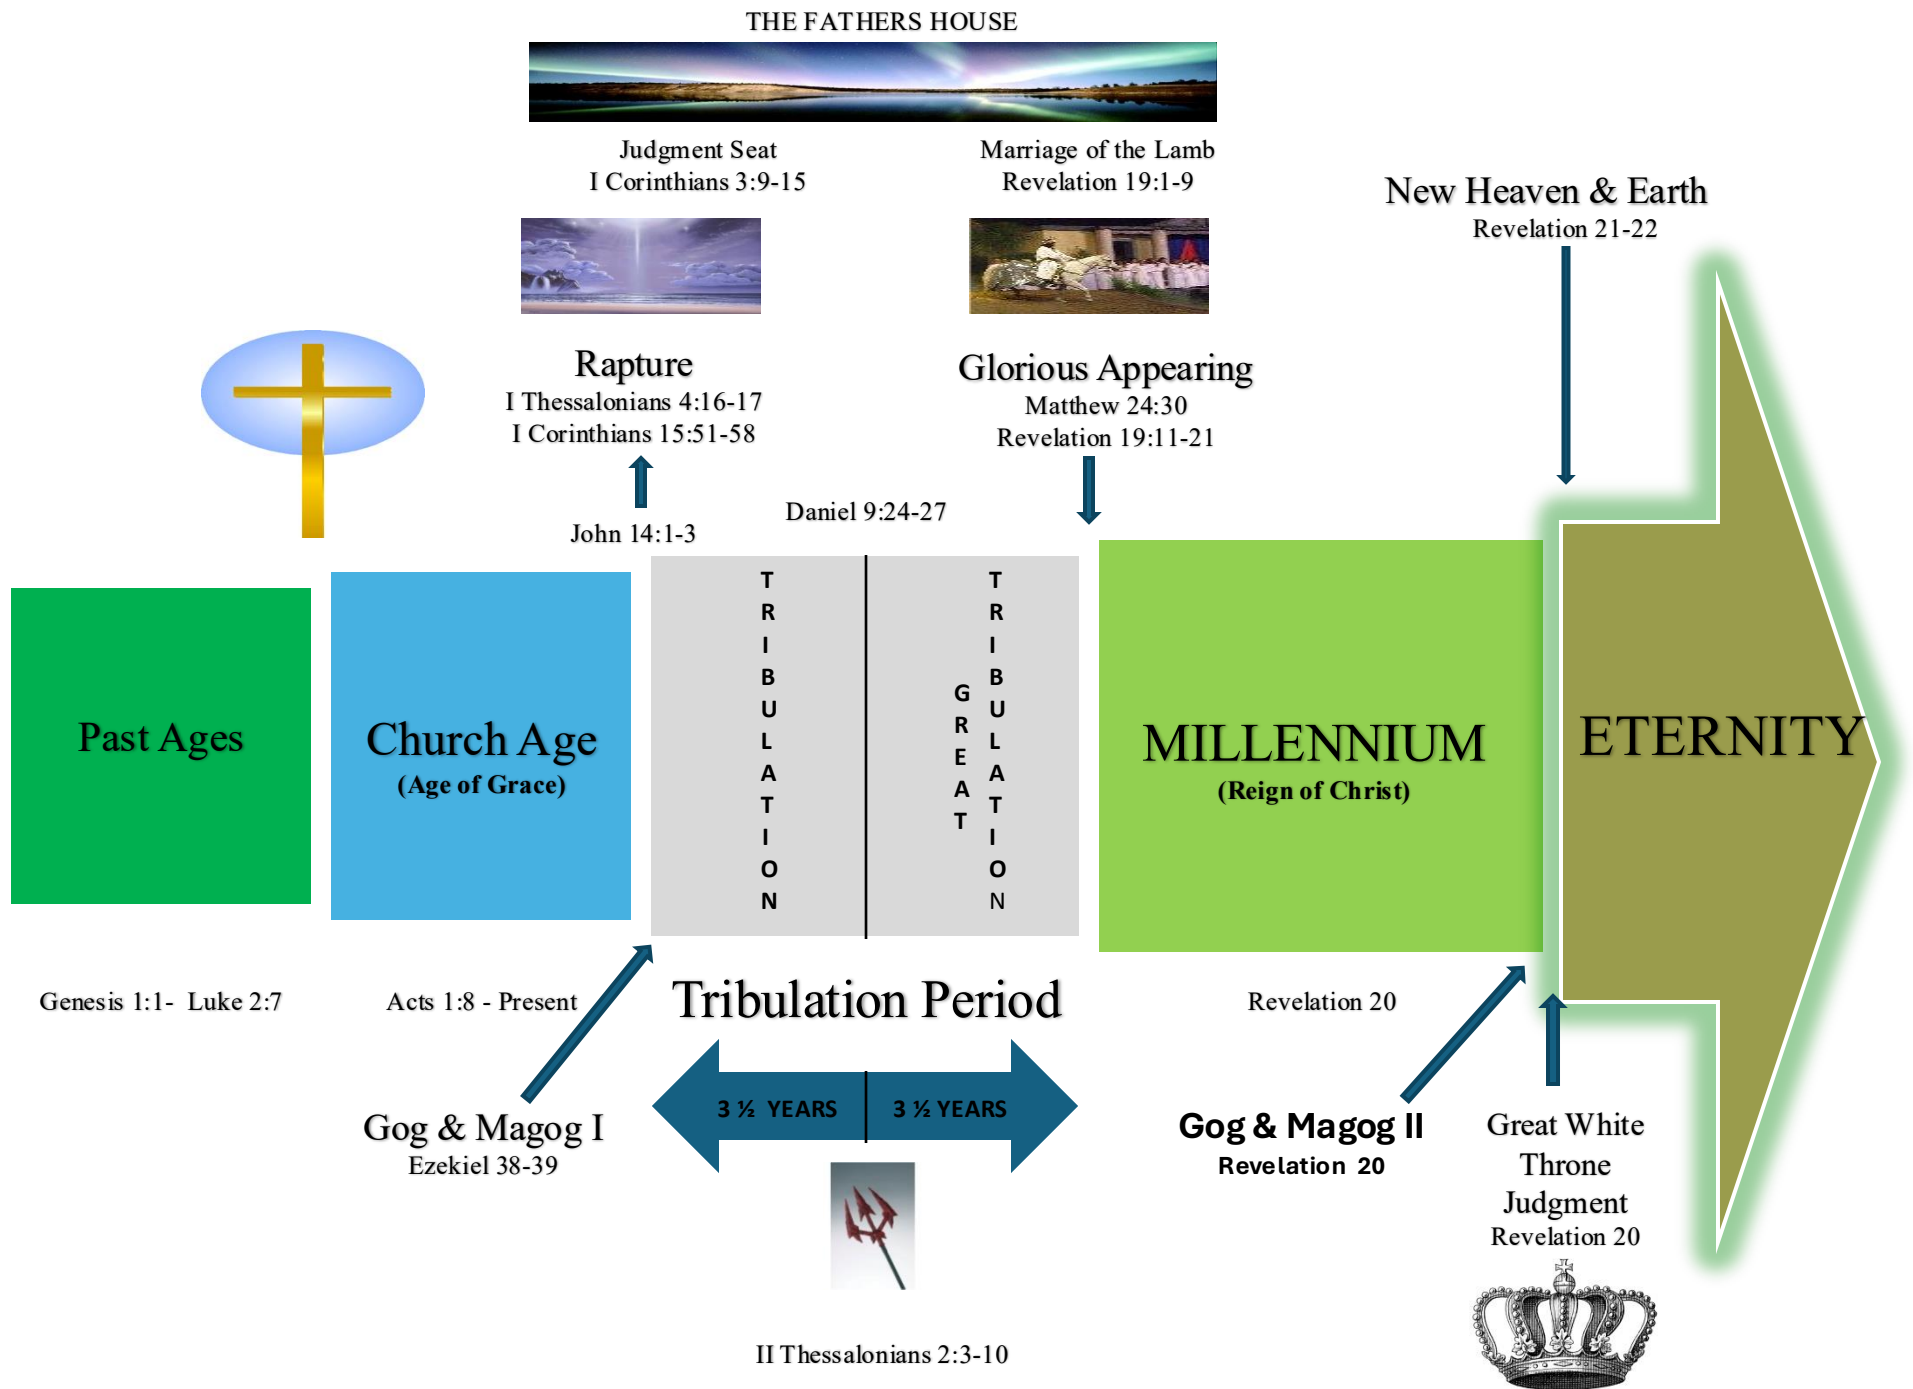 THE FATHERS HOUSE
Judgment Seat
I Corinthians 3:9-15
Marriage of the Lamb
Revelation 19:1-9
New Heaven & Earth
Revelation 21-22
Rapture
I Thessalonians 4:16-17
I Corinthians 15:51-58
Glorious Appearing
Matthew 24:30
Revelation 19:11-21
John 14:1-3
Daniel 9:24-27
Past Ages
Church Age
(Age of Grace)
TRIBULATION
GREAT
TRIBULATION
MILLENNIUM
(Reign of Christ)
ETERNITY
Genesis 1:1- Luke 2:7
Acts 1:8 - Present
Tribulation Period
Revelation 20
3 ½ YEARS
3 ½ YEARS
Gog & Magog I
Ezekiel 38-39
Gog & Magog II
Revelation 20
Great White
Throne
Judgment
Revelation 20
II Thessalonians 2:3-10